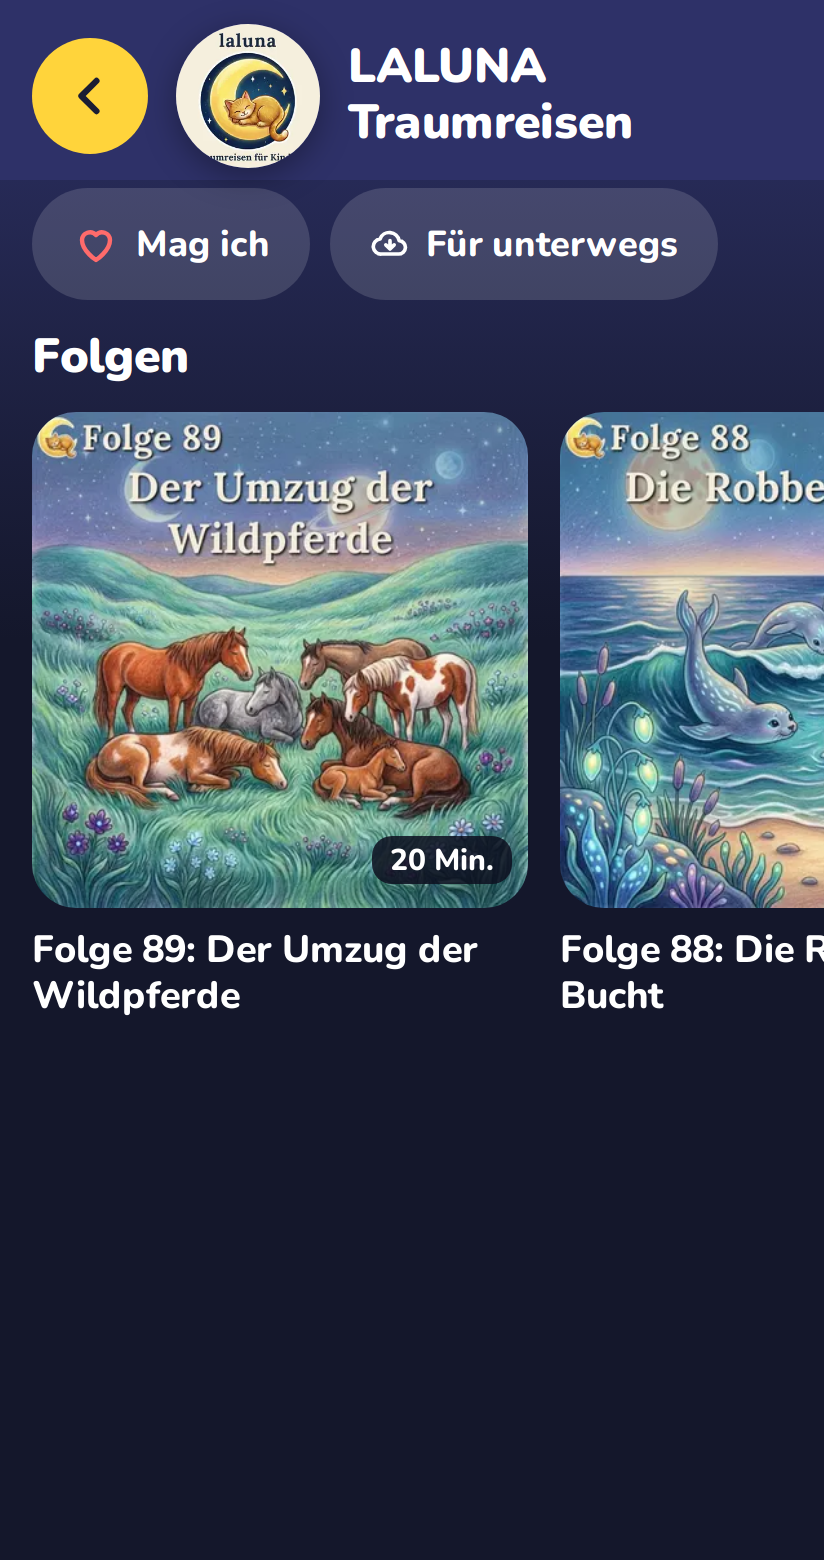 laluna
LALUNA
Traumreisen
Mag ich
Für unterwegs
Folgen
Folge 89
Der Umzug der
Wildpferde
20 Min.
Folge 88
Die Robbe
Folge 89: Der Umzug der
Wildpferde
Folge 88: Die R
Bucht